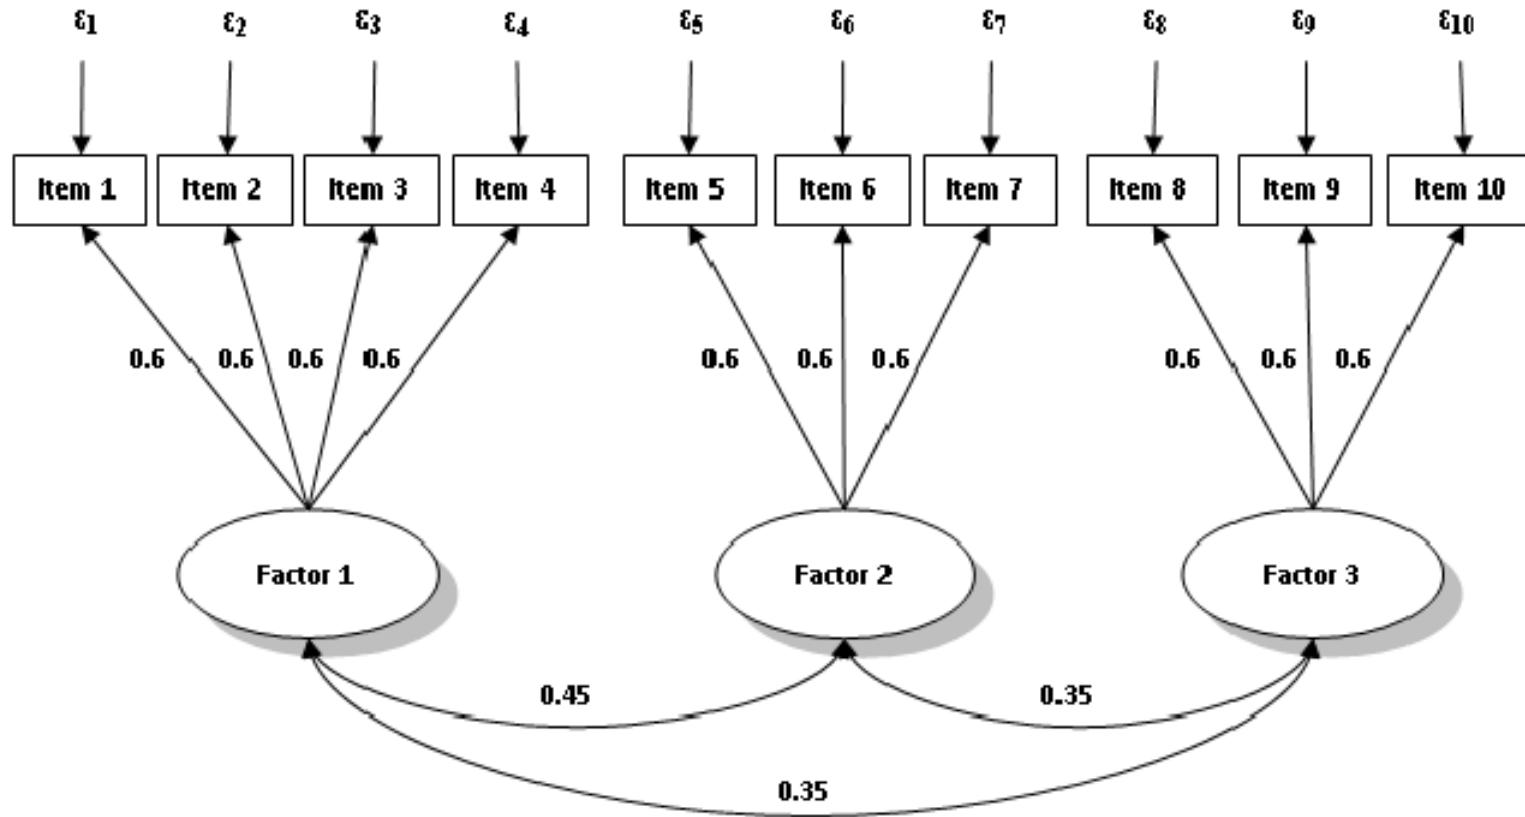 ε1 ε2 ε3 ε4 ε5 ε6 ε7 ε8 ε9 ε10
Item 1 Item 2 Item 3 Item 4 Item 5 Item 6 Item 7 Item 8 Item 9 Item 10
0.6 0.6 0.6 0.6 0.6 0.6 0.6 0.6 0.6 0.6
Factor 1 Factor 2 Factor 3
0.45 0.35
0.35